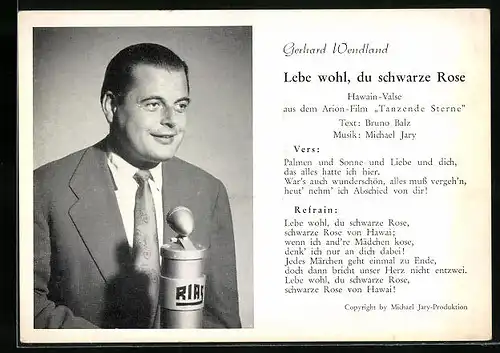 Gerhard Wendland
Lebe wohl, du schwarze Rose
Hawain-Valse
aus dem Arion-Film „Tanzende Sterne"
Text: Bruno Balz
Musik: Michael Jary
Vers:
Palmen und Sonne und Liebe und dich,
das alles hatte ich hier.
War's auch wunderschön, alles muß vergeh'n,
heut' nehm' ich Abschied von dir!
Refrain:
Lebe wohl, du schwarze Rose,
schwarze Rose von Hawai;
wenn ich and're Mädchen kose,
denk' ich nur an dich dabei!
Jedes Märchen geht einmal zu Ende,
doch dann bricht unser Herz nicht entzwei.
Lebe wohl, du schwarze Rose,
schwarze Rose von Hawai!
Copyright by Michael Jary-Produktion
RIAS